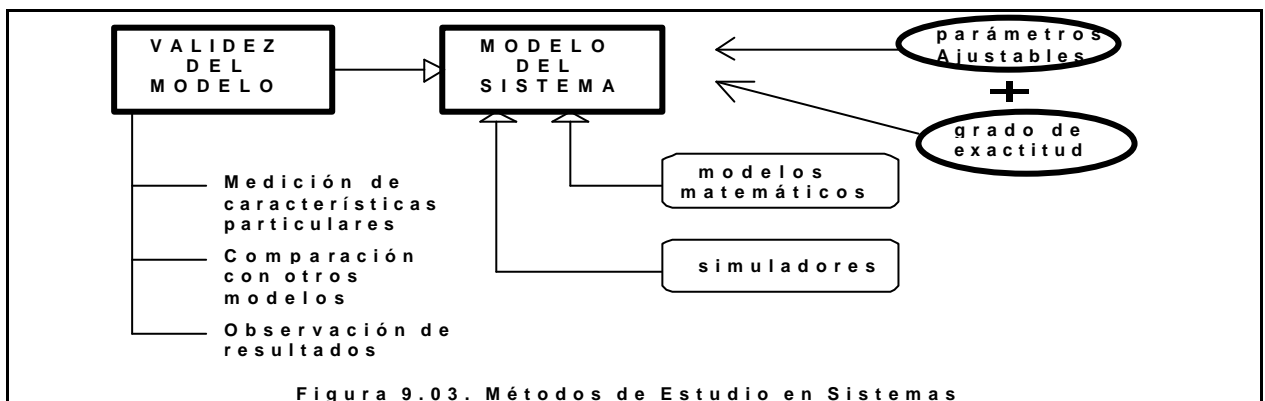 VALIDEZ
DEL
MODELO
MODELO
DEL
SISTEMA
parámetros
Ajustables
+
grado de
exactitud
modelos
matemáticos
simuladores
Medición de
características
particulares
Comparación
con otros
modelos
Observación de
resultados
Figura 9.03. Métodos de Estudio en Sistemas